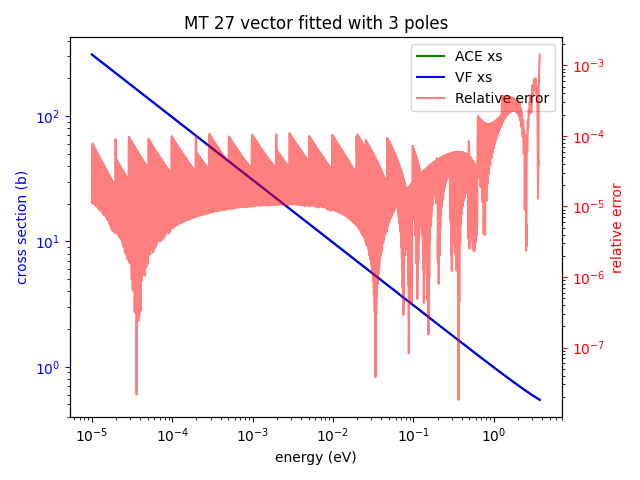 MT 27 vector fitted with 3 poles
ACE xs
VF xs
Relative error
cross section (b)
10²
10¹
10⁰
10⁻³
10⁻⁴
10⁻⁵
10⁻⁶
10⁻⁷
relative error
10⁻⁵ 10⁻⁴ 10⁻³ 10⁻² 10⁻¹ 10⁰
energy (eV)